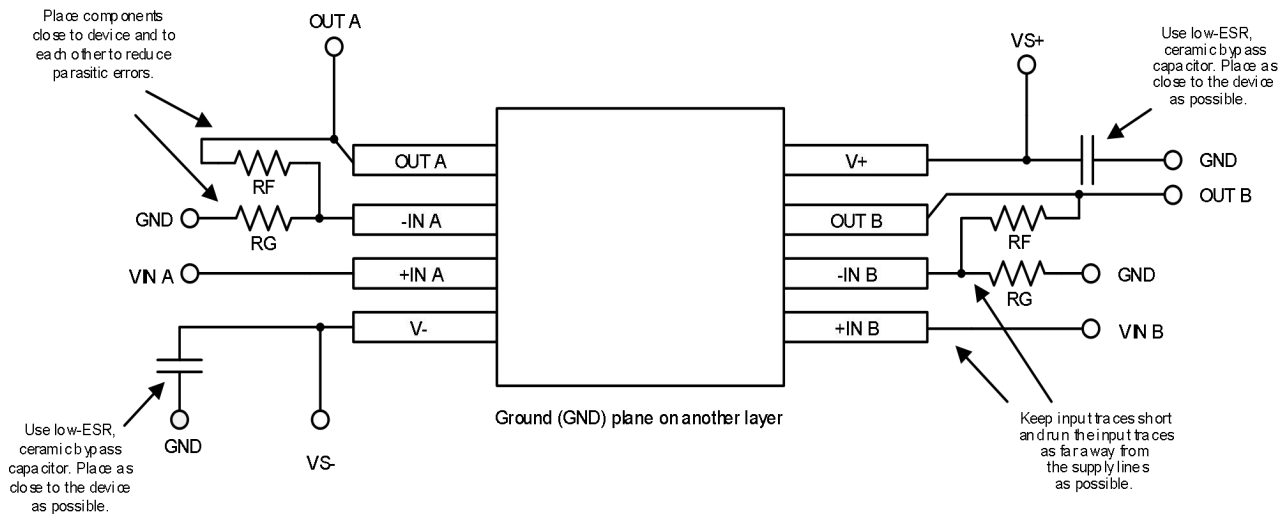 Place components
close to device and to
each other to reduce
parasitic errors.
OUT A
VS+
Use low-ESR,
ceramic bypass
capacitor. Place as
close to the device
as possible.
OUT A
V+
GND
RF
OUT B
OUT B
GND
-IN A
RF
RG
VIN A
+IN A
-IN B
GND
RG
V-
+IN B
VIN B
Ground (GND) plane on another layer
Use low-ESR,
ceramic bypass
capacitor. Place as
close to the device
as possible.
GND
VS-
Keep input traces short
and run the input traces
as far away from
the supply lines
as possible.